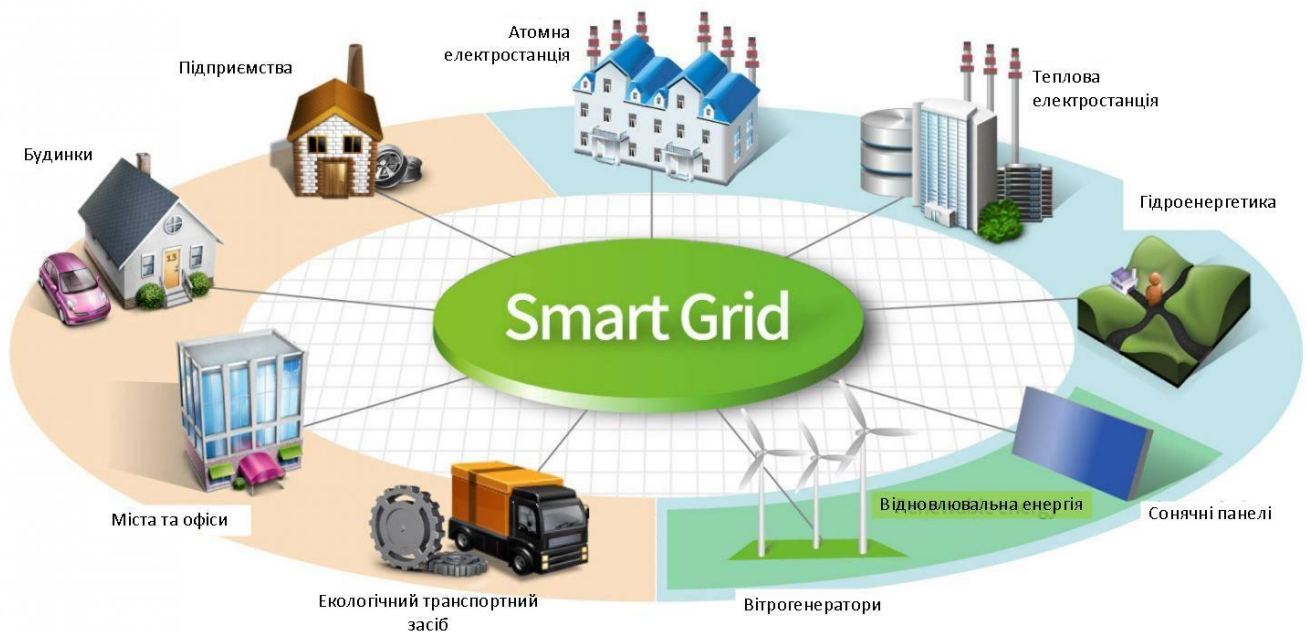 Атомна
електростанція
Підприємства
Теплова
електростанція
Будинки
Гідроенергетика
Smart Grid
Відновлювальна енергія
Міста та офіси
Сонячні панелі
Екологічний транспортний
засіб
Вітрогенератори
13